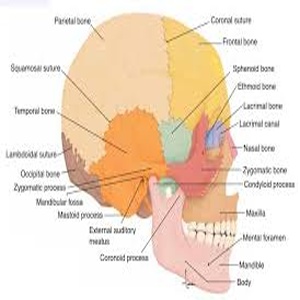 Parietal bone
Squamosal suture
Temporal bone
Lambdoidal suture
Occipital bone
Zygomatic process
Mandibular fossa
Mastoid process
External auditory
meatus
Coronoid process
Coronal suture
Frontal bone
Sphenoid bone
Ethmoid bone
Lacrimal bone
Lacrimal canal
Nasal bone
Zygomatic bone
Condyloid process
Maxilla
Mental foramen
Mandible
Body